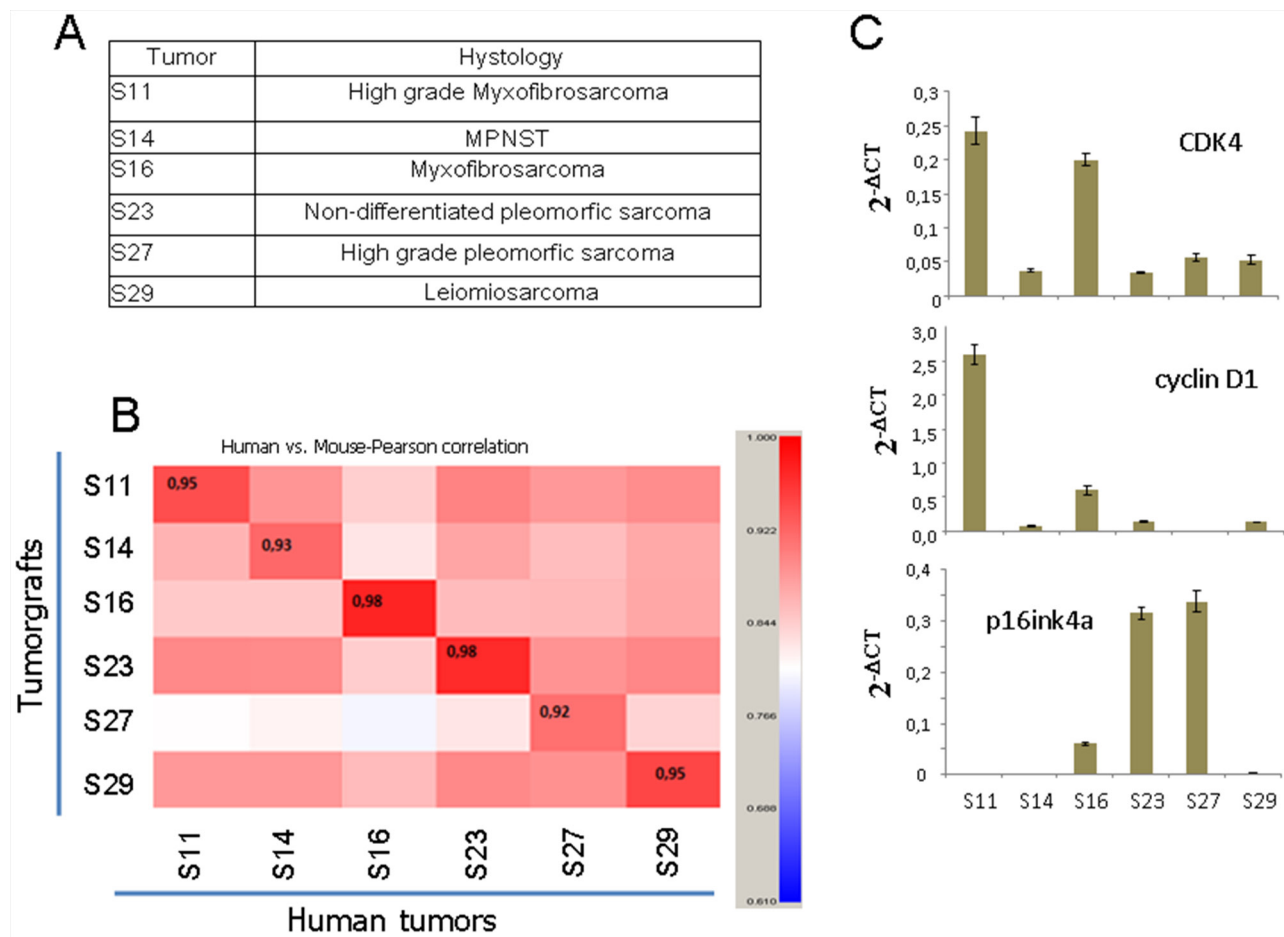 A
Tumor Hystology
S11 High grade Myxofibrosarcoma
S14 MPNST
S16 Myxofibrosarcoma
S23 Non-differentiated pleomorfic sarcoma
S27 High grade pleomorfic sarcoma
S29 Leiomiosarcoma
B
Human vs. Mouse-Pearson correlation
Tumorgrafts
S11
S14
S16
S23
S27
S29
0,95
0,93
0,98
0,98
0,92
0,95
S11 S14 S16 S23 S27 S29
Human tumors
1.000
0.922
0.844
0.766
0.688
0.610
C
CDK4
2-ΔCT
0,3
0,25
0,2
0,15
0,1
0,05
0
cyclin D1
2-ΔCT
3,0
2,5
2,0
1,5
1,0
0,5
0,0
p16ink4a
2-ΔCT
0,4
0,3
0,2
0,1
0
S11 S14 S16 S23 S27 S29